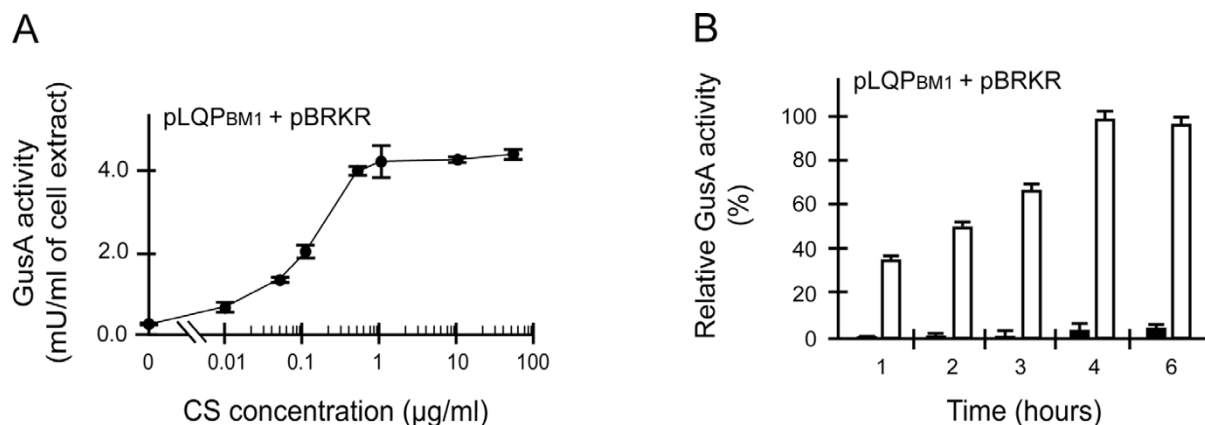 A
GusA activity
(mU/ml of cell extract)
pLQPBM1 + pBRKR
4.0
2.0
0.0
0 0.01 0.1 1 10 100
CS concentration (µg/ml)
B
Relative GusA activity
(%)
pLQPBM1 + pBRKR
100
80
60
40
20
0
1 2 3 4 6
Time (hours)